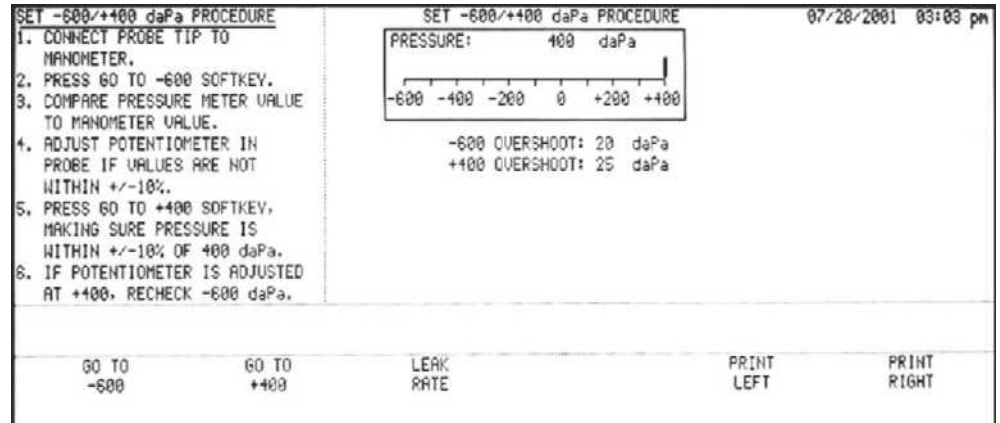 SET -600/+400 daPa PROCEDURE
1. CONNECT PROBE TIP TO
MANOMETER.
2. PRESS GO TO -600 SOFTKEY.
3. COMPARE PRESSURE METER VALUE
TO MANOMETER VALUE.
4. ADJUST POTENTIOMETER IN
PROBE IF VALUES ARE NOT
WITHIN +/-10%.
5. PRESS GO TO +400 SOFTKEY,
MAKING SURE PRESSURE IS
WITHIN +/-10% OF 400 daPa.
6. IF POTENTIOMETER IS ADJUSTED
AT +400, RECHECK -600 daPa.
SET -600/+400 daPa PROCEDURE
07/28/2001 03:03 pm
PRESSURE: 400 daPa
-600 -400 -200 0 +200 +400
-600 OVERSHOOT: 20 daPa
+400 OVERSHOOT: 25 daPa
GO TO
-600
GO TO
+400
LEAK
RATE
PRINT
LEFT
PRINT
RIGHT